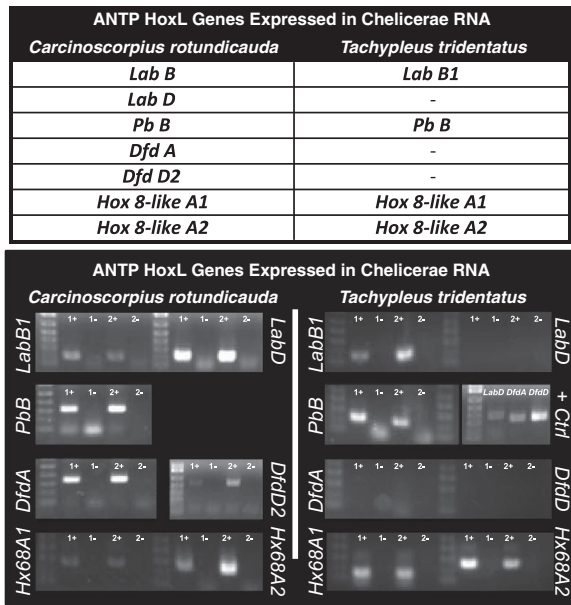 ANTP HoxL Genes Expressed in Chelicerae RNA
Carcinoscorpius rotundicauda Tachypleus tridentatus
Lab B Lab B1
Lab D -
Pb B Pb B
Dfd A -
Dfd D2 -
Hox 8-like A1 Hox 8-like A1
Hox 8-like A2 Hox 8-like A2
ANTP HoxL Genes Expressed in Chelicerae RNA
Carcinoscorpius rotundicauda Tachypleus tridentatus
LabB1
1+ 1- 2+ 2-
1+ 1- 2+ 2-
LabD
LabB1
1+ 1- 2+ 2-
1+ 1- 2+ 2-
LabD
PbB
1+ 1- 2+ 2-
PbB
1+ 1- 2+ 2-
LabD DfdA DfdD
+ Ctrl
DfdA
1+ 1- 2+ 2-
1+ 1- 2+ 2-
DfdD2
DfdA
1+ 1- 2+ 2-
1+ 1- 2+ 2-
DfdD
Hx68A1
1+ 1- 2+ 2-
1+ 1- 2+ 2-
Hx68A2
Hx68A1
1+ 1- 2+ 2-
1+ 1- 2+ 2-
Hx68A2